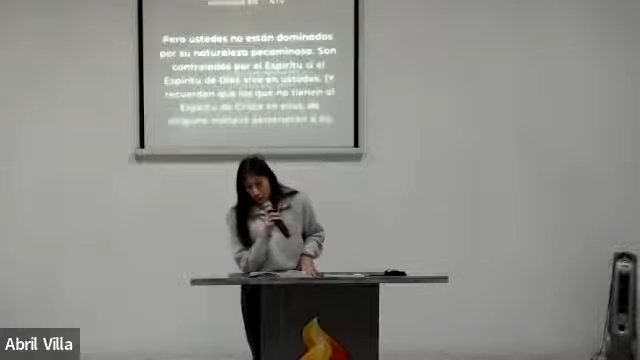 NTV
Pero ustedes no están dominados
por su naturaleza pecaminosa. Son
controlados por el Espíritu si el
Espíritu de Dios vive en ustedes. (Y
recuerden que los que no tienen al
Espíritu de Cristo en ellos, de
ninguna manera pertenecen a él.
Abril Villa